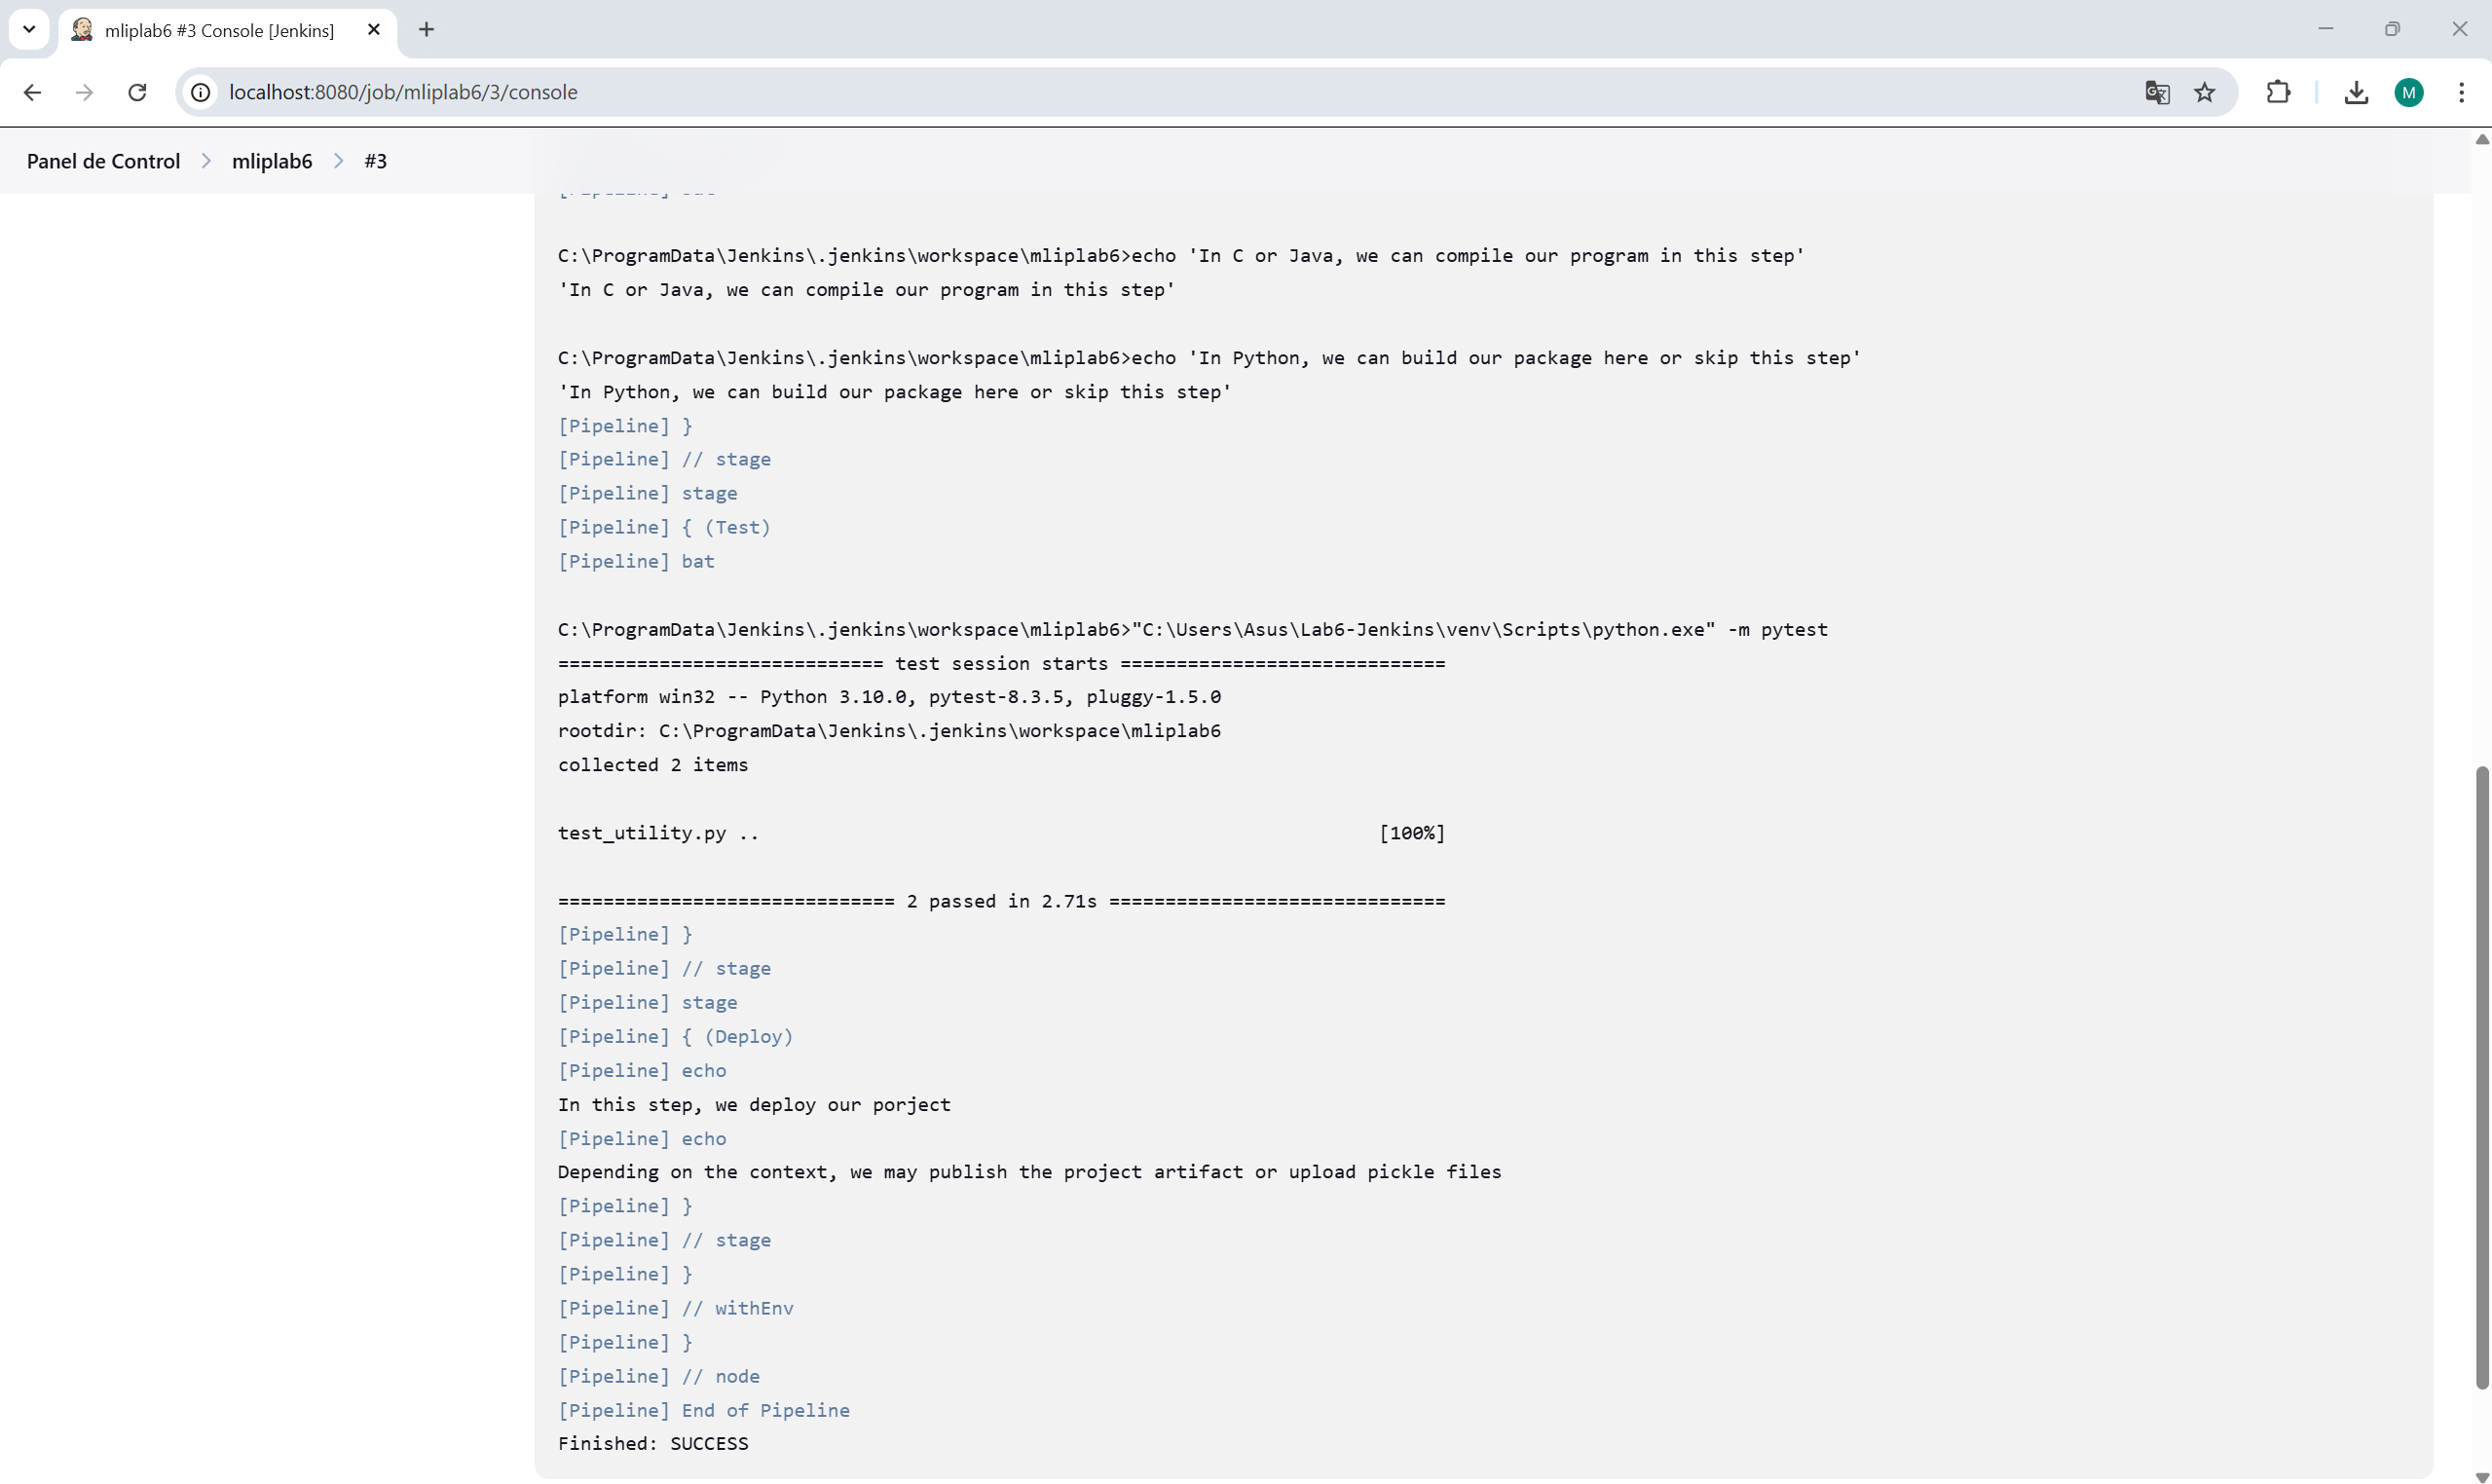 mliplab6 #3 Console [Jenkins]
localhost:8080/job/mliplab6/3/console
M
Panel de Control > mliplab6 > #3
C:\ProgramData\Jenkins\.jenkins\workspace\mliplab6>echo 'In C or Java, we can compile our program in this step'
'In C or Java, we can compile our program in this step'
C:\ProgramData\Jenkins\.jenkins\workspace\mliplab6>echo 'In Python, we can build our package here or skip this step'
'In Python, we can build our package here or skip this step'
[Pipeline] }
[Pipeline] // stage
[Pipeline] stage
[Pipeline] { (Test)
[Pipeline] bat
C:\ProgramData\Jenkins\.jenkins\workspace\mliplab6>"C:\Users\Asus\Lab6-Jenkins\venv\Scripts\python.exe" -m pytest
============================= test session starts =============================
platform win32 -- Python 3.10.0, pytest-8.3.5, pluggy-1.5.0
rootdir: C:\ProgramData\Jenkins\.jenkins\workspace\mliplab6
collected 2 items
test_utility.py .. [100%]
============================== 2 passed in 2.71s ==============================
[Pipeline] }
[Pipeline] // stage
[Pipeline] stage
[Pipeline] { (Deploy)
[Pipeline] echo
In this step, we deploy our porject
[Pipeline] echo
Depending on the context, we may publish the project artifact or upload pickle files
[Pipeline] }
[Pipeline] // stage
[Pipeline] }
[Pipeline] // withEnv
[Pipeline] }
[Pipeline] // node
[Pipeline] End of Pipeline
Finished: SUCCESS